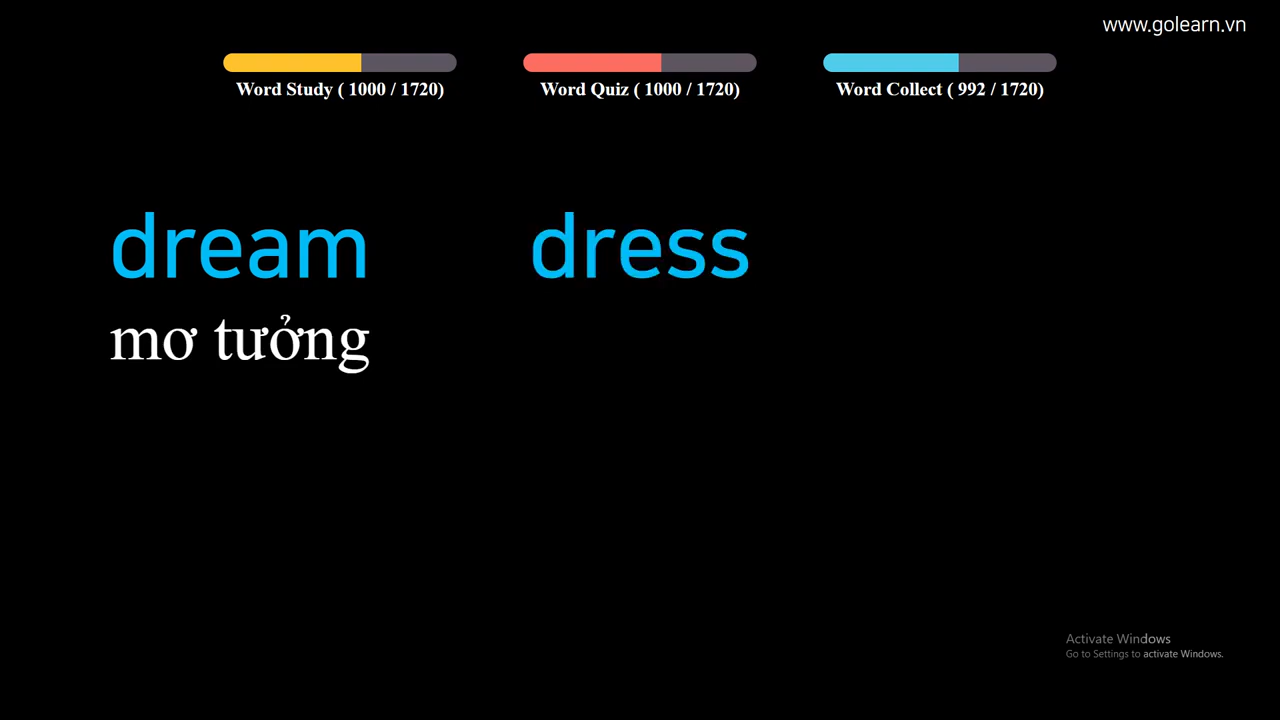 www.golearn.vn
Word Study ( 1000 / 1720)
Word Quiz ( 1000 / 1720)
Word Collect ( 992 / 1720)
dream
dress
mơ tưởng
Activate Windows
Go to Settings to activate Windows.